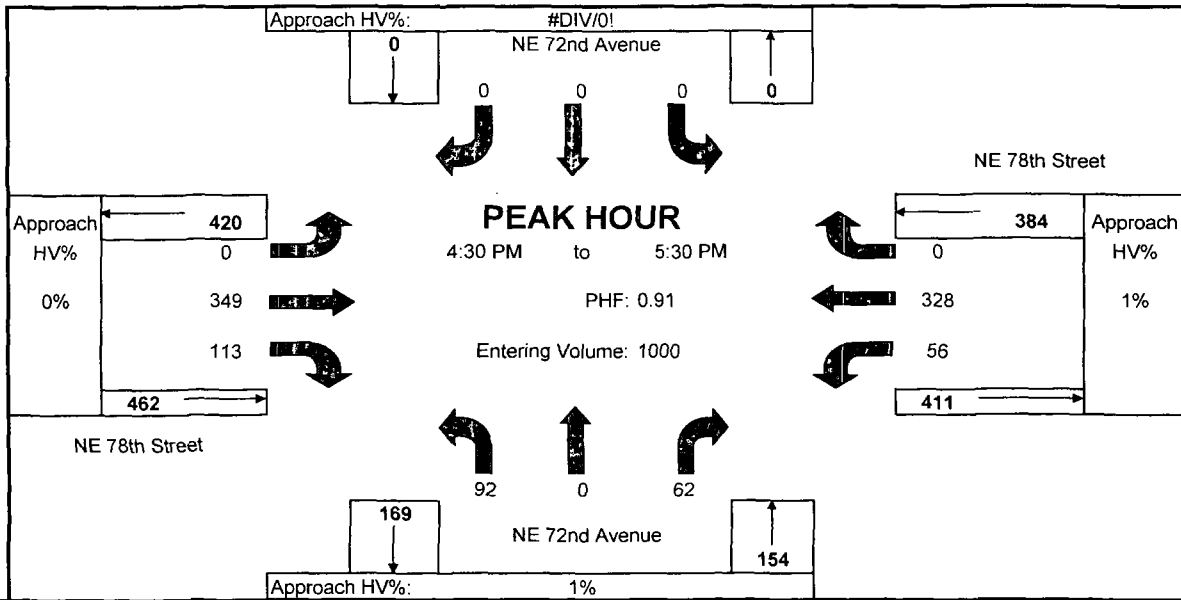 Approach HV%: #DIV/0!
NE 72nd Avenue
0 0
0 0 0
NE 78th Street
Approach HV% 0%
420
0
349
113
462
NE 78th Street
PEAK HOUR
4:30 PM to 5:30 PM
PHF: 0.91
Entering Volume: 1000
384
0
328
56
411
Approach HV% 1%
92 0 62
169
NE 72nd Avenue
154
Approach HV%: 1%